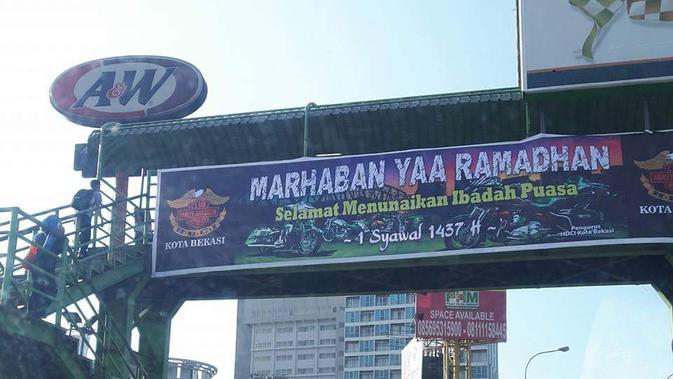 A&W
MARHABAN YAA RAMADHAN
Selamat Menunaikan Ibadah Puasa
~ 1 Syawal 1437 H ~
Pengurus
HDCI Kota Bekasi
KOTA BEKASI
KOTA
SPACE AVAILABLE
085695315900 - 08111158445